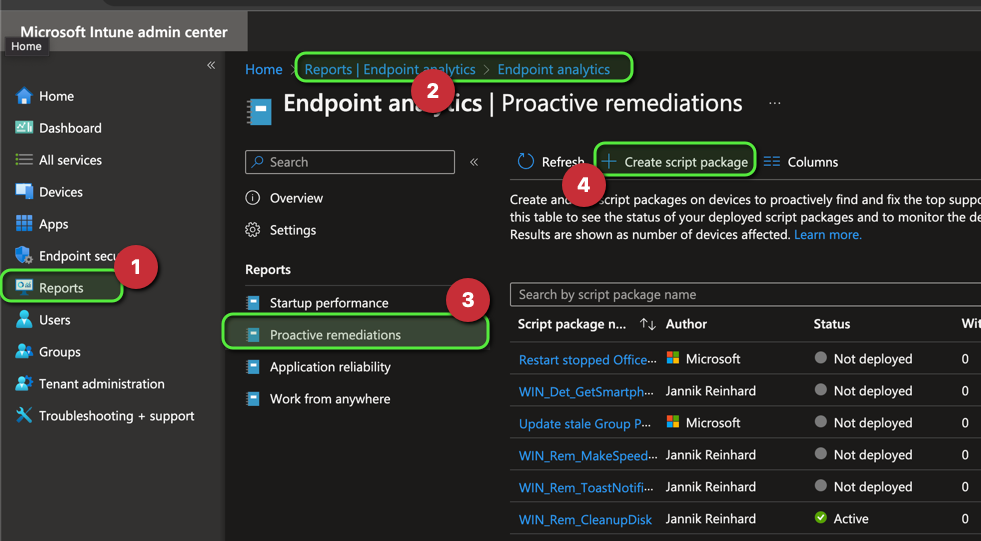 Microsoft Intune admin center
Home
«
Home
Dashboard
All services
Devices
Apps
Endpoint secu
1
Reports
Users
Groups
Tenant administration
Troubleshooting + support
Home > Reports | Endpoint analytics > Endpoint analytics
2
Endpoint analytics | Proactive remediations ...
Search
«
Overview
Settings
Reports
Startup performance
3
Proactive remediations
Application reliability
Work from anywhere
Refresh
Create script package
Columns
4
Create and script packages on devices to proactively find and fix the top supp
this table to see the status of your deployed script packages and to monitor the de
Results are shown as number of devices affected. Learn more.
Search by script package name
Script package n... ↑↓ Author Status Wit
Restart stopped Office... Microsoft Not deployed 0
WIN_Det_GetSmartph... Jannik Reinhard Not deployed 0
Update stale Group P... Microsoft Not deployed 0
WIN_Rem_MakeSpeed... Jannik Reinhard Not deployed 0
WIN_Rem_ToastNotifi... Jannik Reinhard Not deployed 0
WIN_Rem_CleanupDisk Jannik Reinhard Active 0